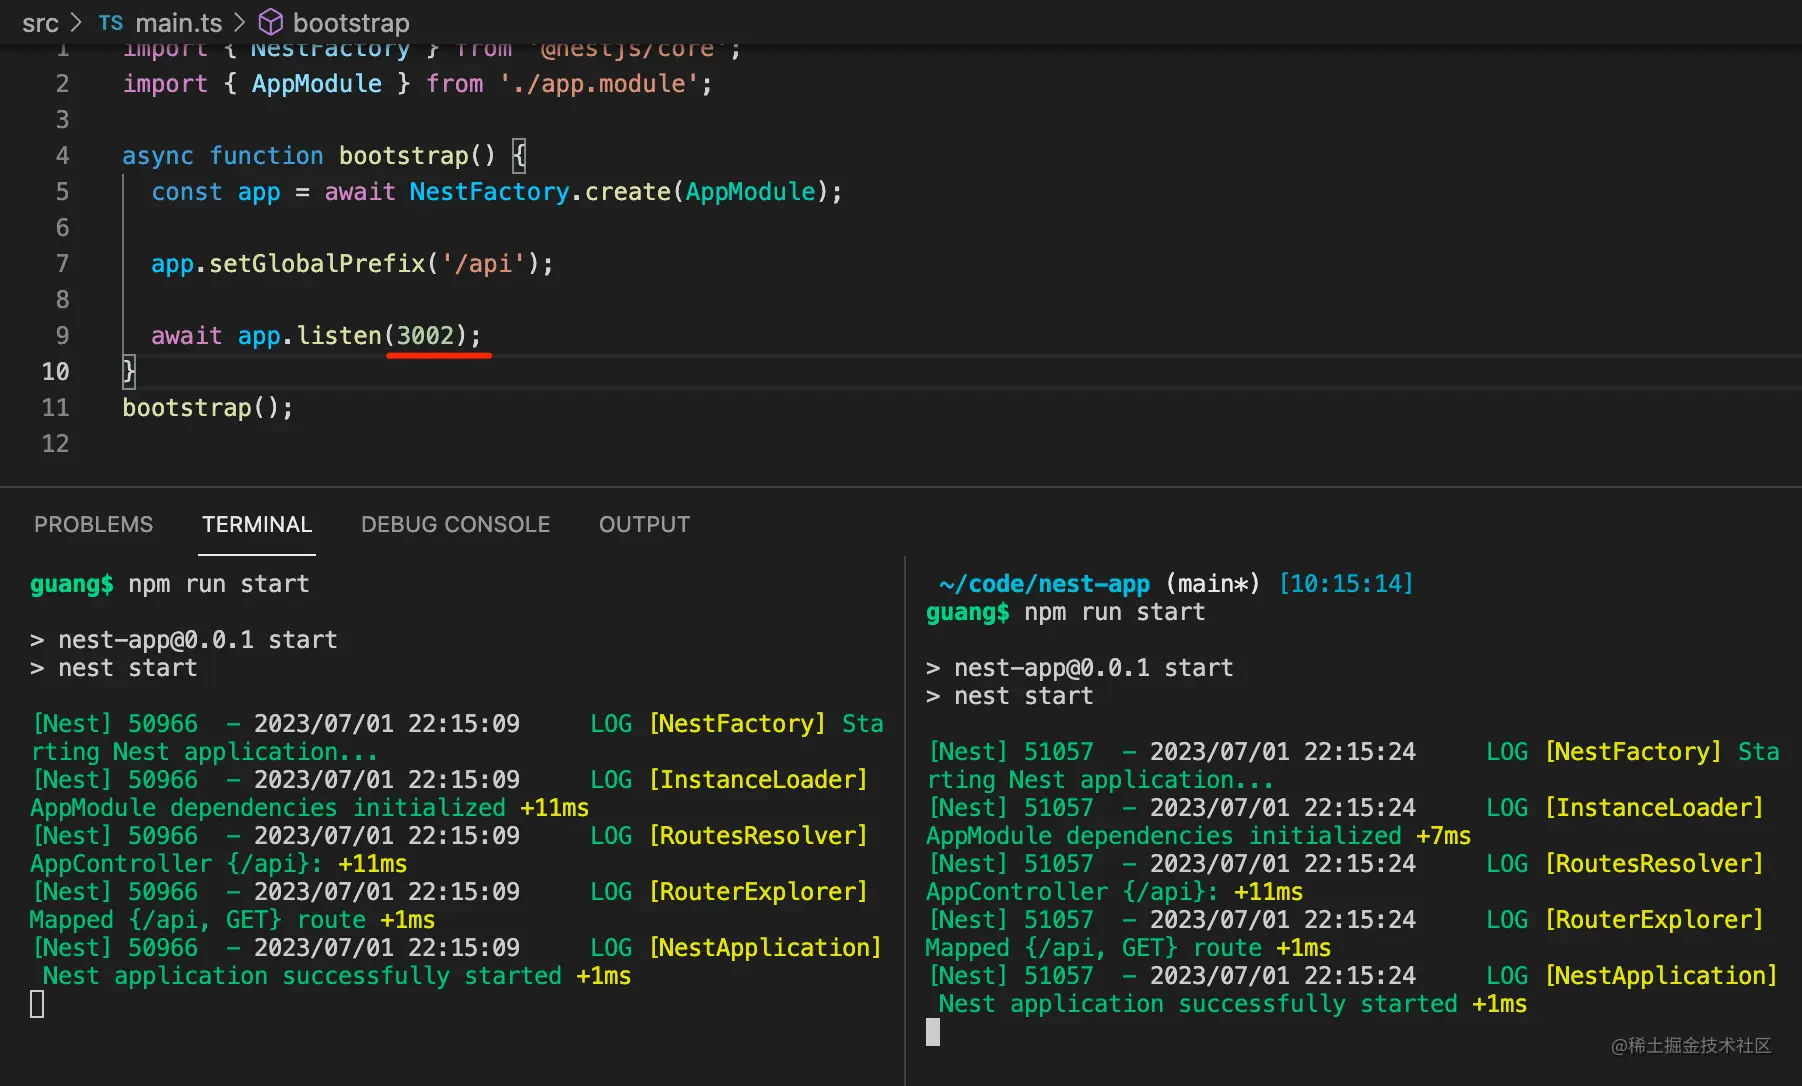 src > TS main.ts > bootstrap
1 import { NestFactory } from '@nestjs/core';
2 import { AppModule } from './app.module';
3
4 async function bootstrap() {
5 const app = await NestFactory.create(AppModule);
6
7 app.setGlobalPrefix('/api');
8
9 await app.listen(3002);
10 }
11 bootstrap();
12
PROBLEMS TERMINAL DEBUG CONSOLE OUTPUT
guang$ npm run start
> nest-app@0.0.1 start
> nest start
[Nest] 50966 - 2023/07/01 22:15:09 LOG [NestFactory] Sta
rting Nest application...
[Nest] 50966 - 2023/07/01 22:15:09 LOG [InstanceLoader]
AppModule dependencies initialized +11ms
[Nest] 50966 - 2023/07/01 22:15:09 LOG [RoutesResolver]
AppController {/api}: +11ms
[Nest] 50966 - 2023/07/01 22:15:09 LOG [RouterExplorer]
Mapped {/api, GET} route +1ms
[Nest] 50966 - 2023/07/01 22:15:09 LOG [NestApplication]
Nest application successfully started +1ms
~/code/nest-app (main*) [10:15:14]
guang$ npm run start
> nest-app@0.0.1 start
> nest start
[Nest] 51057 - 2023/07/01 22:15:24 LOG [NestFactory] Sta
rting Nest application...
[Nest] 51057 - 2023/07/01 22:15:24 LOG [InstanceLoader]
AppModule dependencies initialized +7ms
[Nest] 51057 - 2023/07/01 22:15:24 LOG [RoutesResolver]
AppController {/api}: +11ms
[Nest] 51057 - 2023/07/01 22:15:24 LOG [RouterExplorer]
Mapped {/api, GET} route +1ms
[Nest] 51057 - 2023/07/01 22:15:24 LOG [NestApplication]
Nest application successfully started +1ms
@稀土掘金技术社区